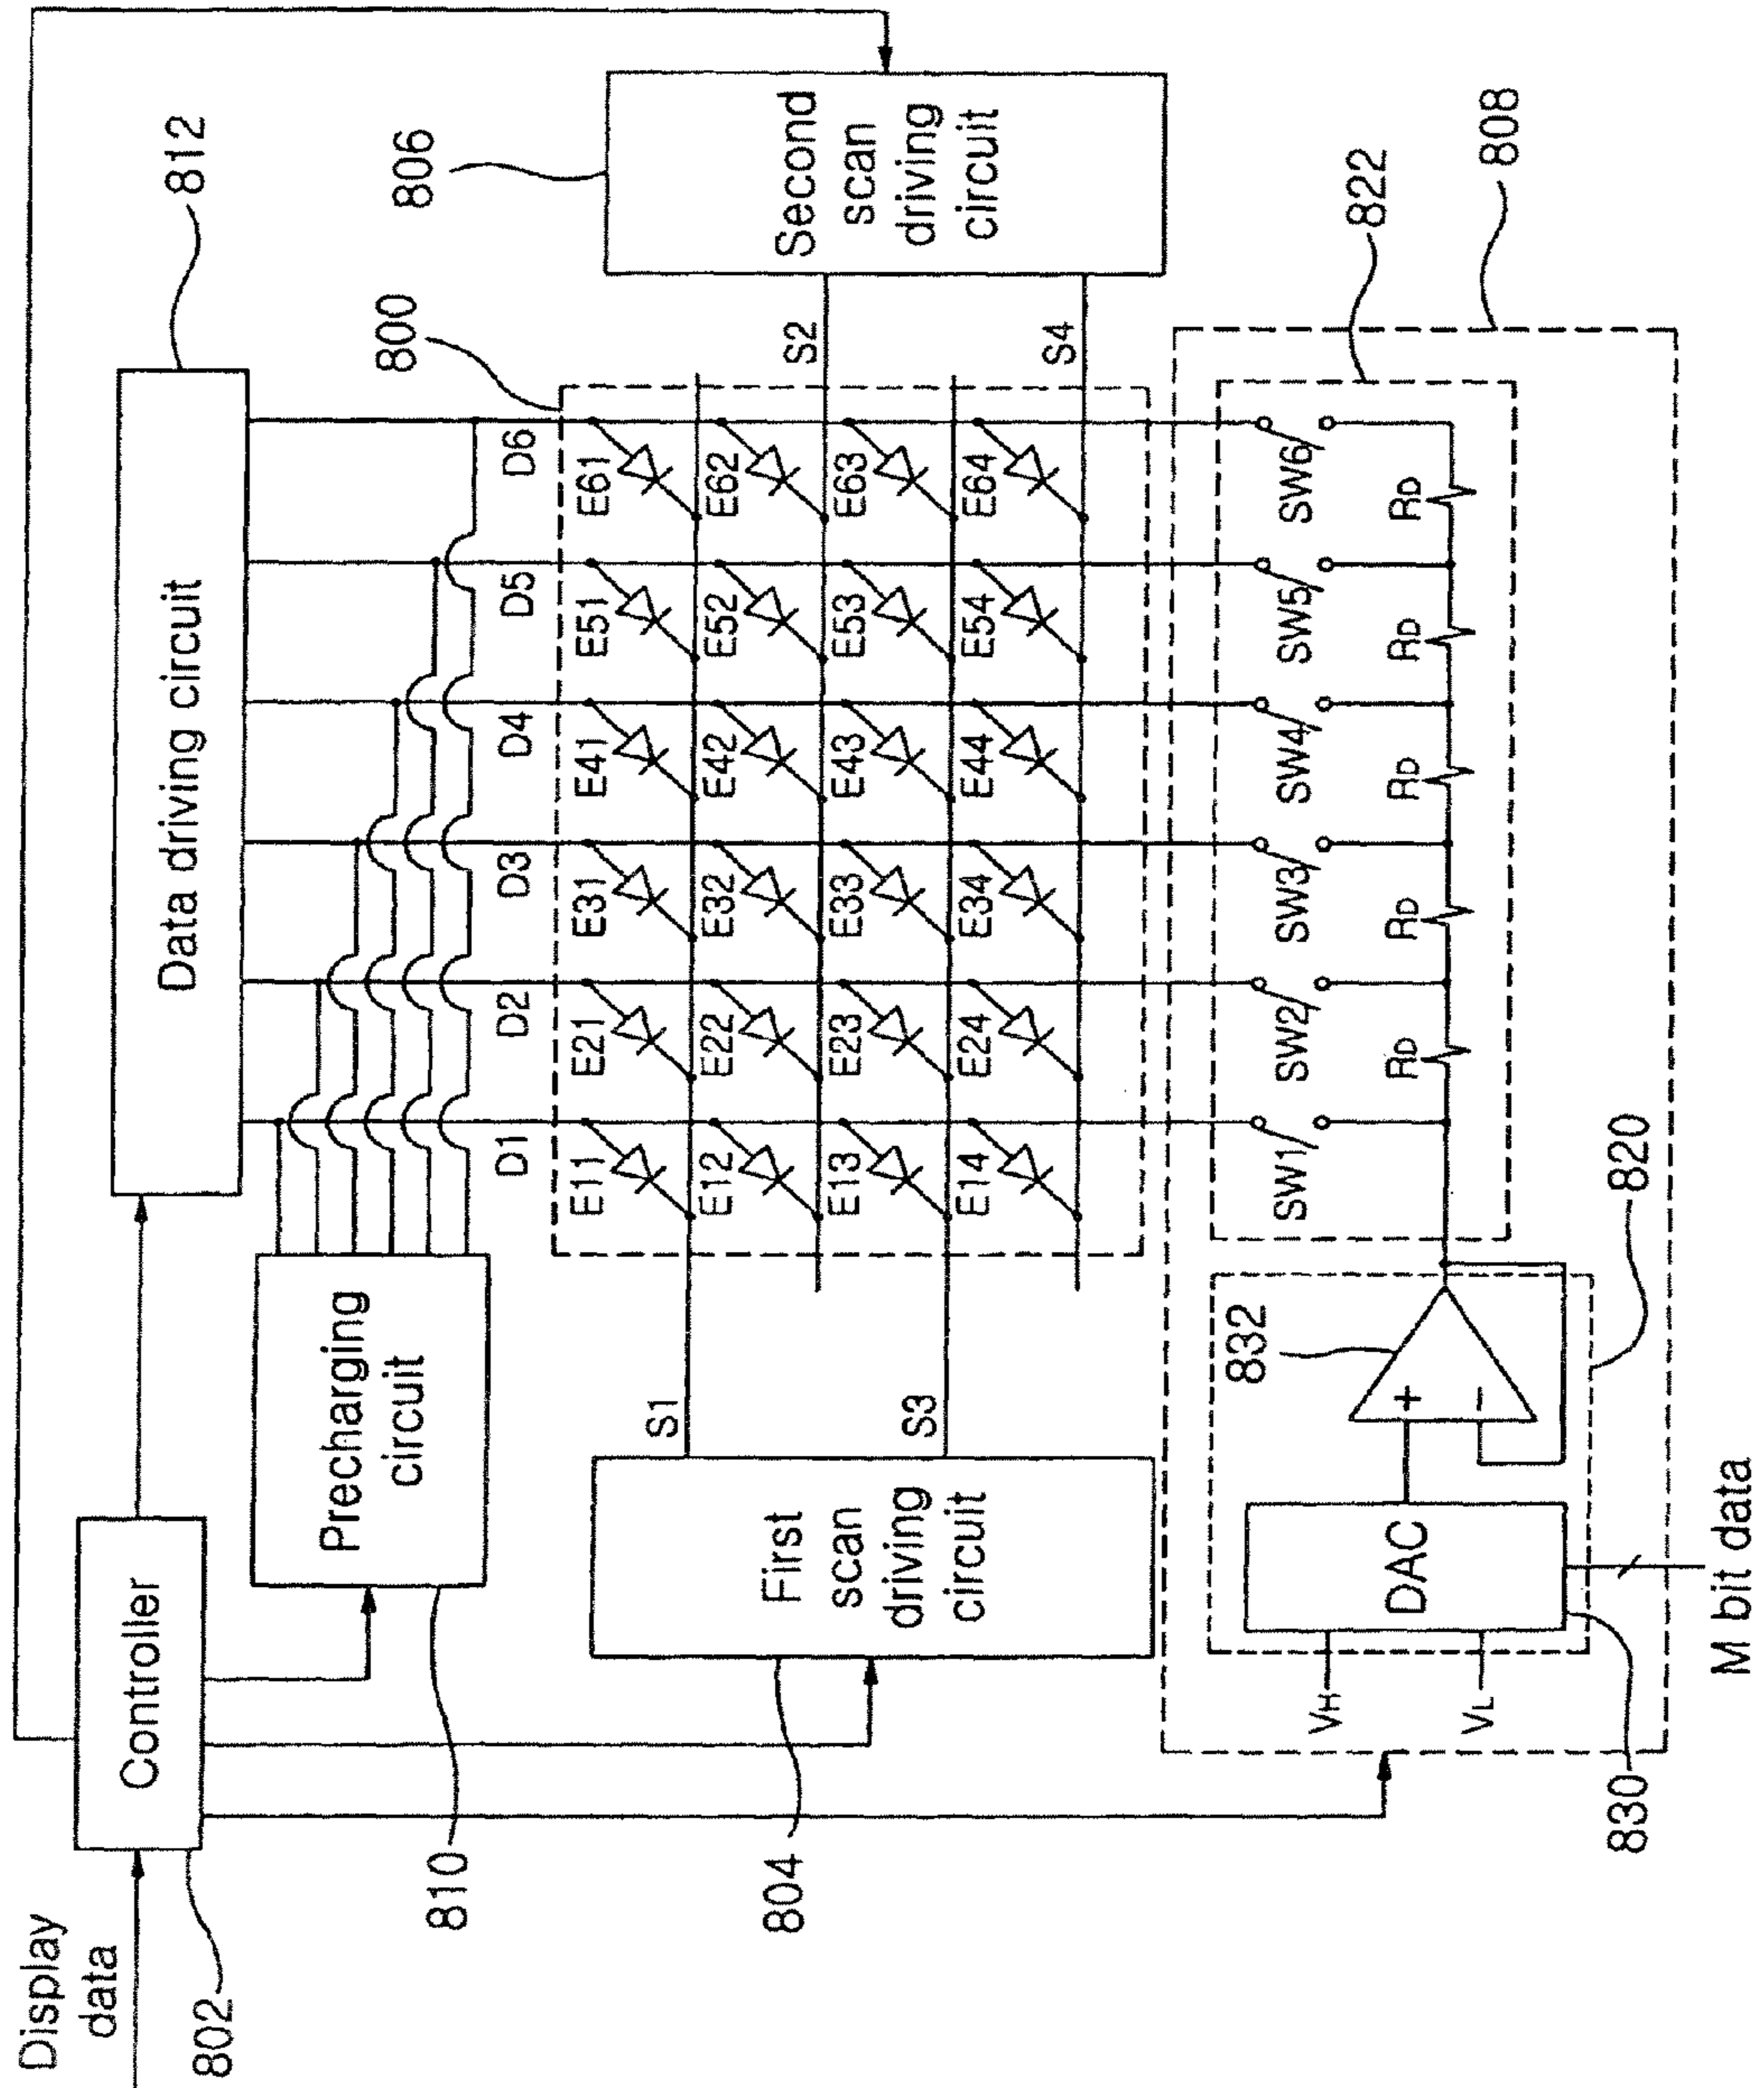 Display
data
802
Controller
812
Data driving circuit
810
Precharging
circuit
806
Second
scan
driving
circuit
800
D1
D2
D3
D4
D5
D6
804
First
scan
driving
circuit
S1
S3
S2
S4
E11
E21
E31
E41
E51
E61
E12
E22
E32
E42
E52
E62
E13
E23
E33
E43
E53
E63
E14
E24
E34
E44
E54
E64
808
822
SW1
SW2
SW3
SW4
SW5
SW6
RD
RD
RD
RD
RD
820
832
+
−
DAC
VH
VL
830
M bit data